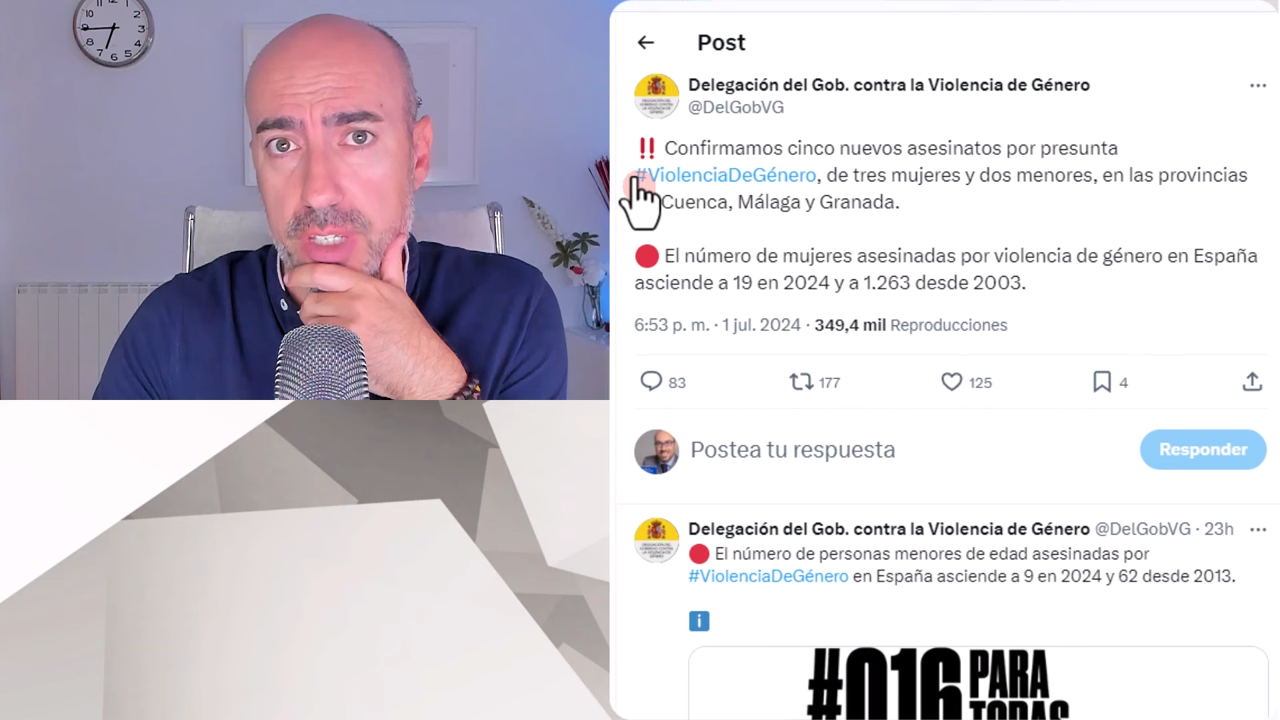 Post
Delegación del Gob. contra la Violencia de Género
@DelGobVG
‼ Confirmamos cinco nuevos asesinatos por presunta
#ViolenciaDeGénero, de tres mujeres y dos menores, en las provincias
Cuenca, Málaga y Granada.
El número de mujeres asesinadas por violencia de género en España
asciende a 19 en 2024 y a 1.263 desde 2003.
6:53 p. m. · 1 jul. 2024 · 349,4 mil Reproducciones
83 177 125 4
Postea tu respuesta
Responder
Delegación del Gob. contra la Violencia de Género @DelGobVG · 23h
El número de personas menores de edad asesinadas por
#ViolenciaDeGénero en España asciende a 9 en 2024 y 62 desde 2013.
#016 PARA
TODAS